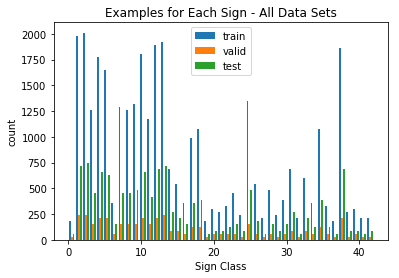 Examples for Each Sign - All Data Sets
train
valid
test
2000
1750
1500
1250
1000
750
500
250
0
count
0 10 20 30 40
Sign Class